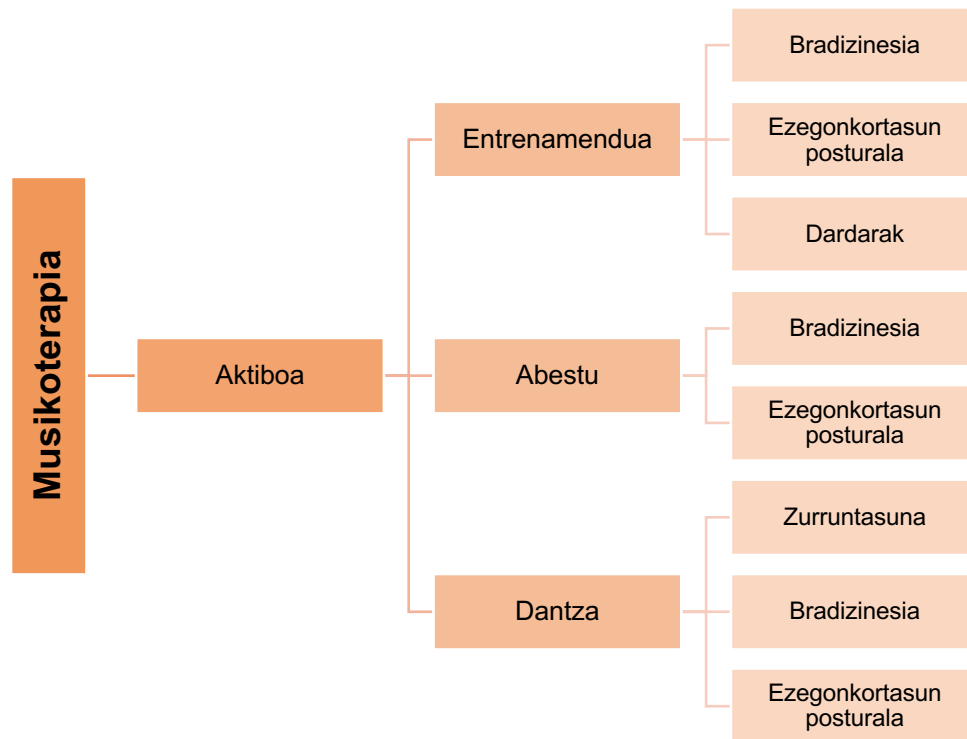 Musikoterapia
Aktiboa
Entrenamendua
Bradizinesia
Ezegonkortasun
posturala
Dardarak
Abestu
Bradizinesia
Ezegonkortasun
posturala
Dantza
Zurruntasuna
Bradizinesia
Ezegonkortasun
posturala